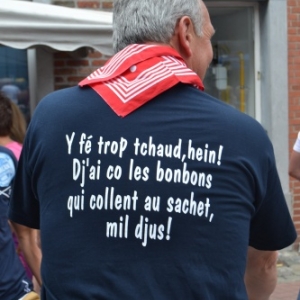 Y fé trop tchaud,hein!
Dj'ai co les bonbons
qui collent au sachet,
mil djus!